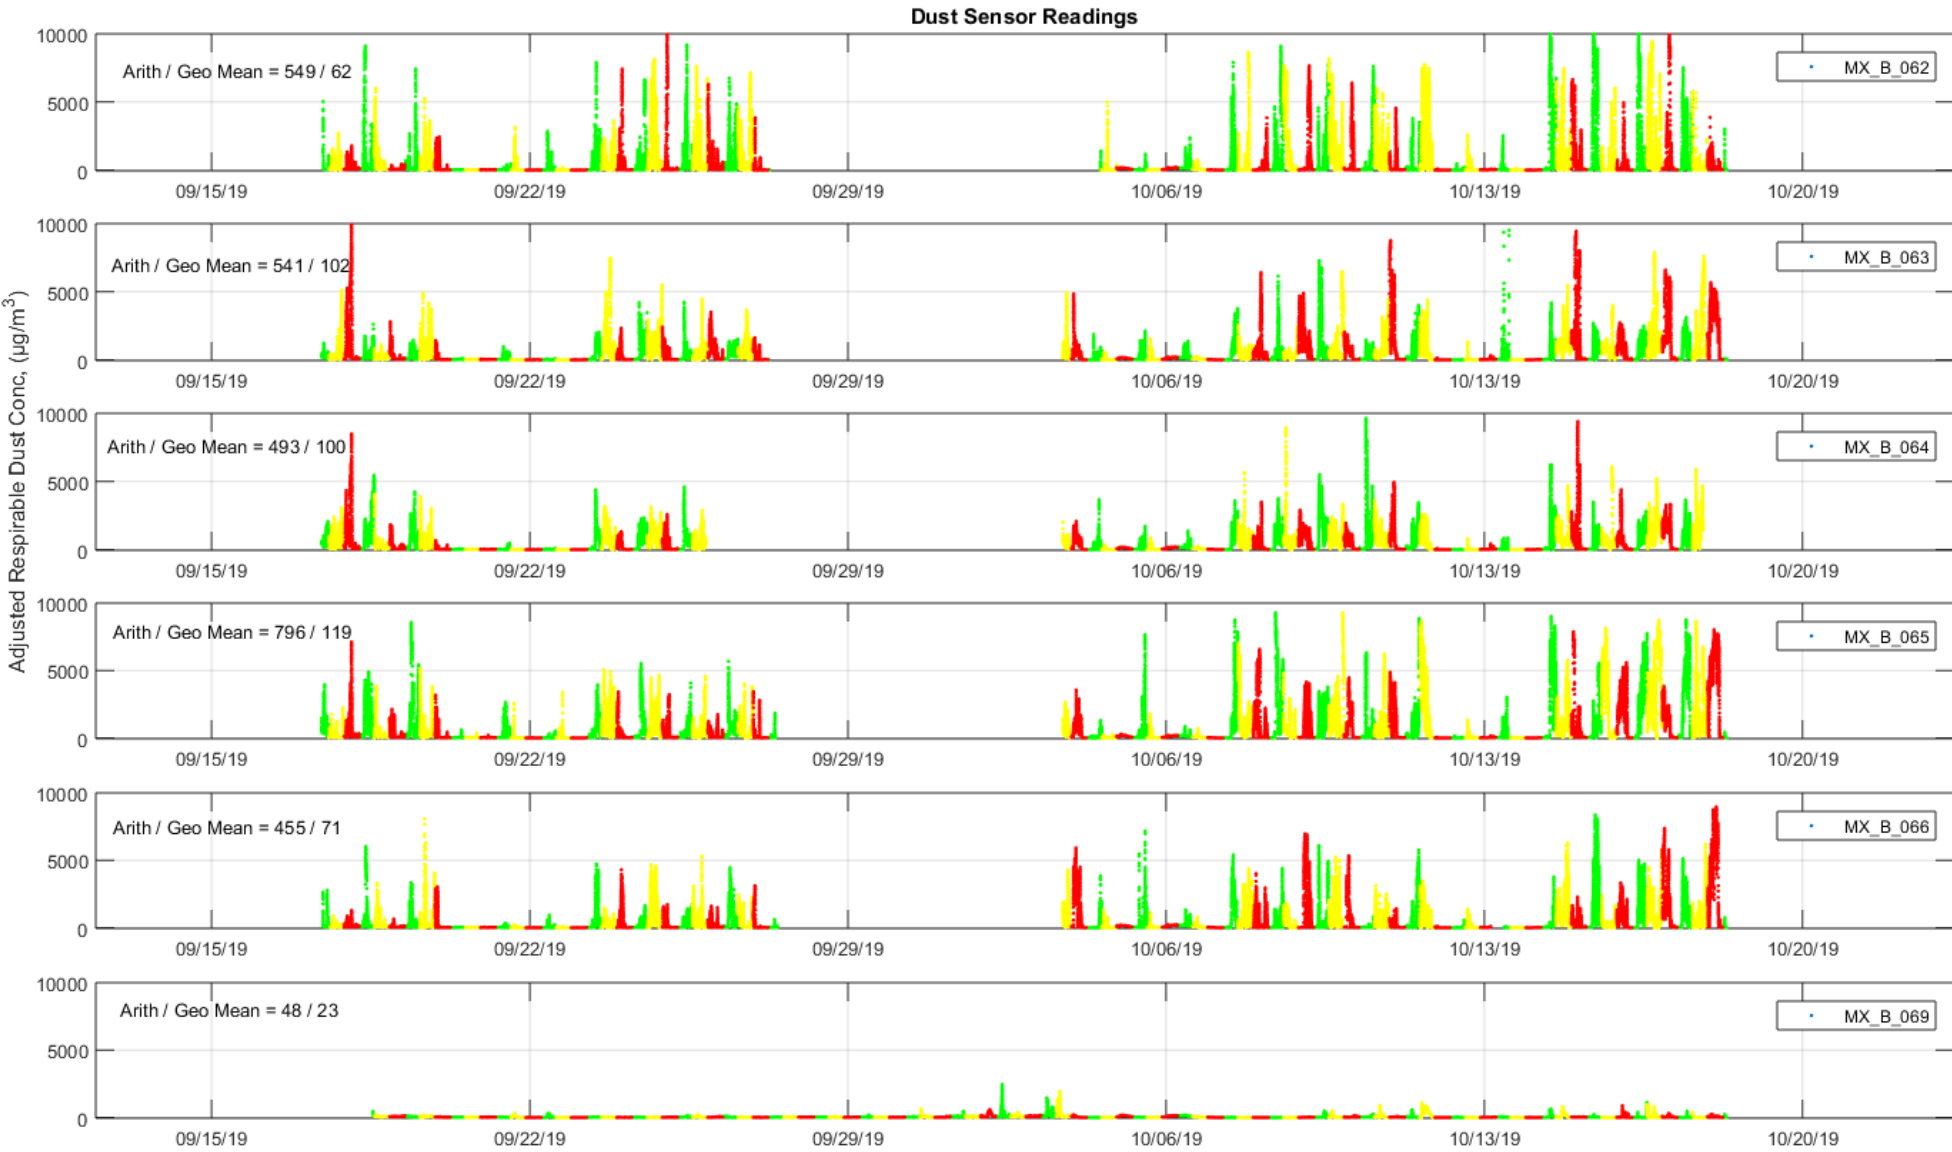 Dust Sensor Readings
Adjusted Respirable Dust Conc, (µg/m³)
10000
5000
0
Arith / Geo Mean = 549 / 62
MX_B_062
09/15/19 09/22/19 09/29/19 10/06/19 10/13/19 10/20/19
10000
5000
0
Arith / Geo Mean = 541 / 102
MX_B_063
09/15/19 09/22/19 09/29/19 10/06/19 10/13/19 10/20/19
10000
5000
0
Arith / Geo Mean = 493 / 100
MX_B_064
09/15/19 09/22/19 09/29/19 10/06/19 10/13/19 10/20/19
10000
5000
0
Arith / Geo Mean = 796 / 119
MX_B_065
09/15/19 09/22/19 09/29/19 10/06/19 10/13/19 10/20/19
10000
5000
0
Arith / Geo Mean = 455 / 71
MX_B_066
09/15/19 09/22/19 09/29/19 10/06/19 10/13/19 10/20/19
10000
5000
0
Arith / Geo Mean = 48 / 23
MX_B_069
09/15/19 09/22/19 09/29/19 10/06/19 10/13/19 10/20/19